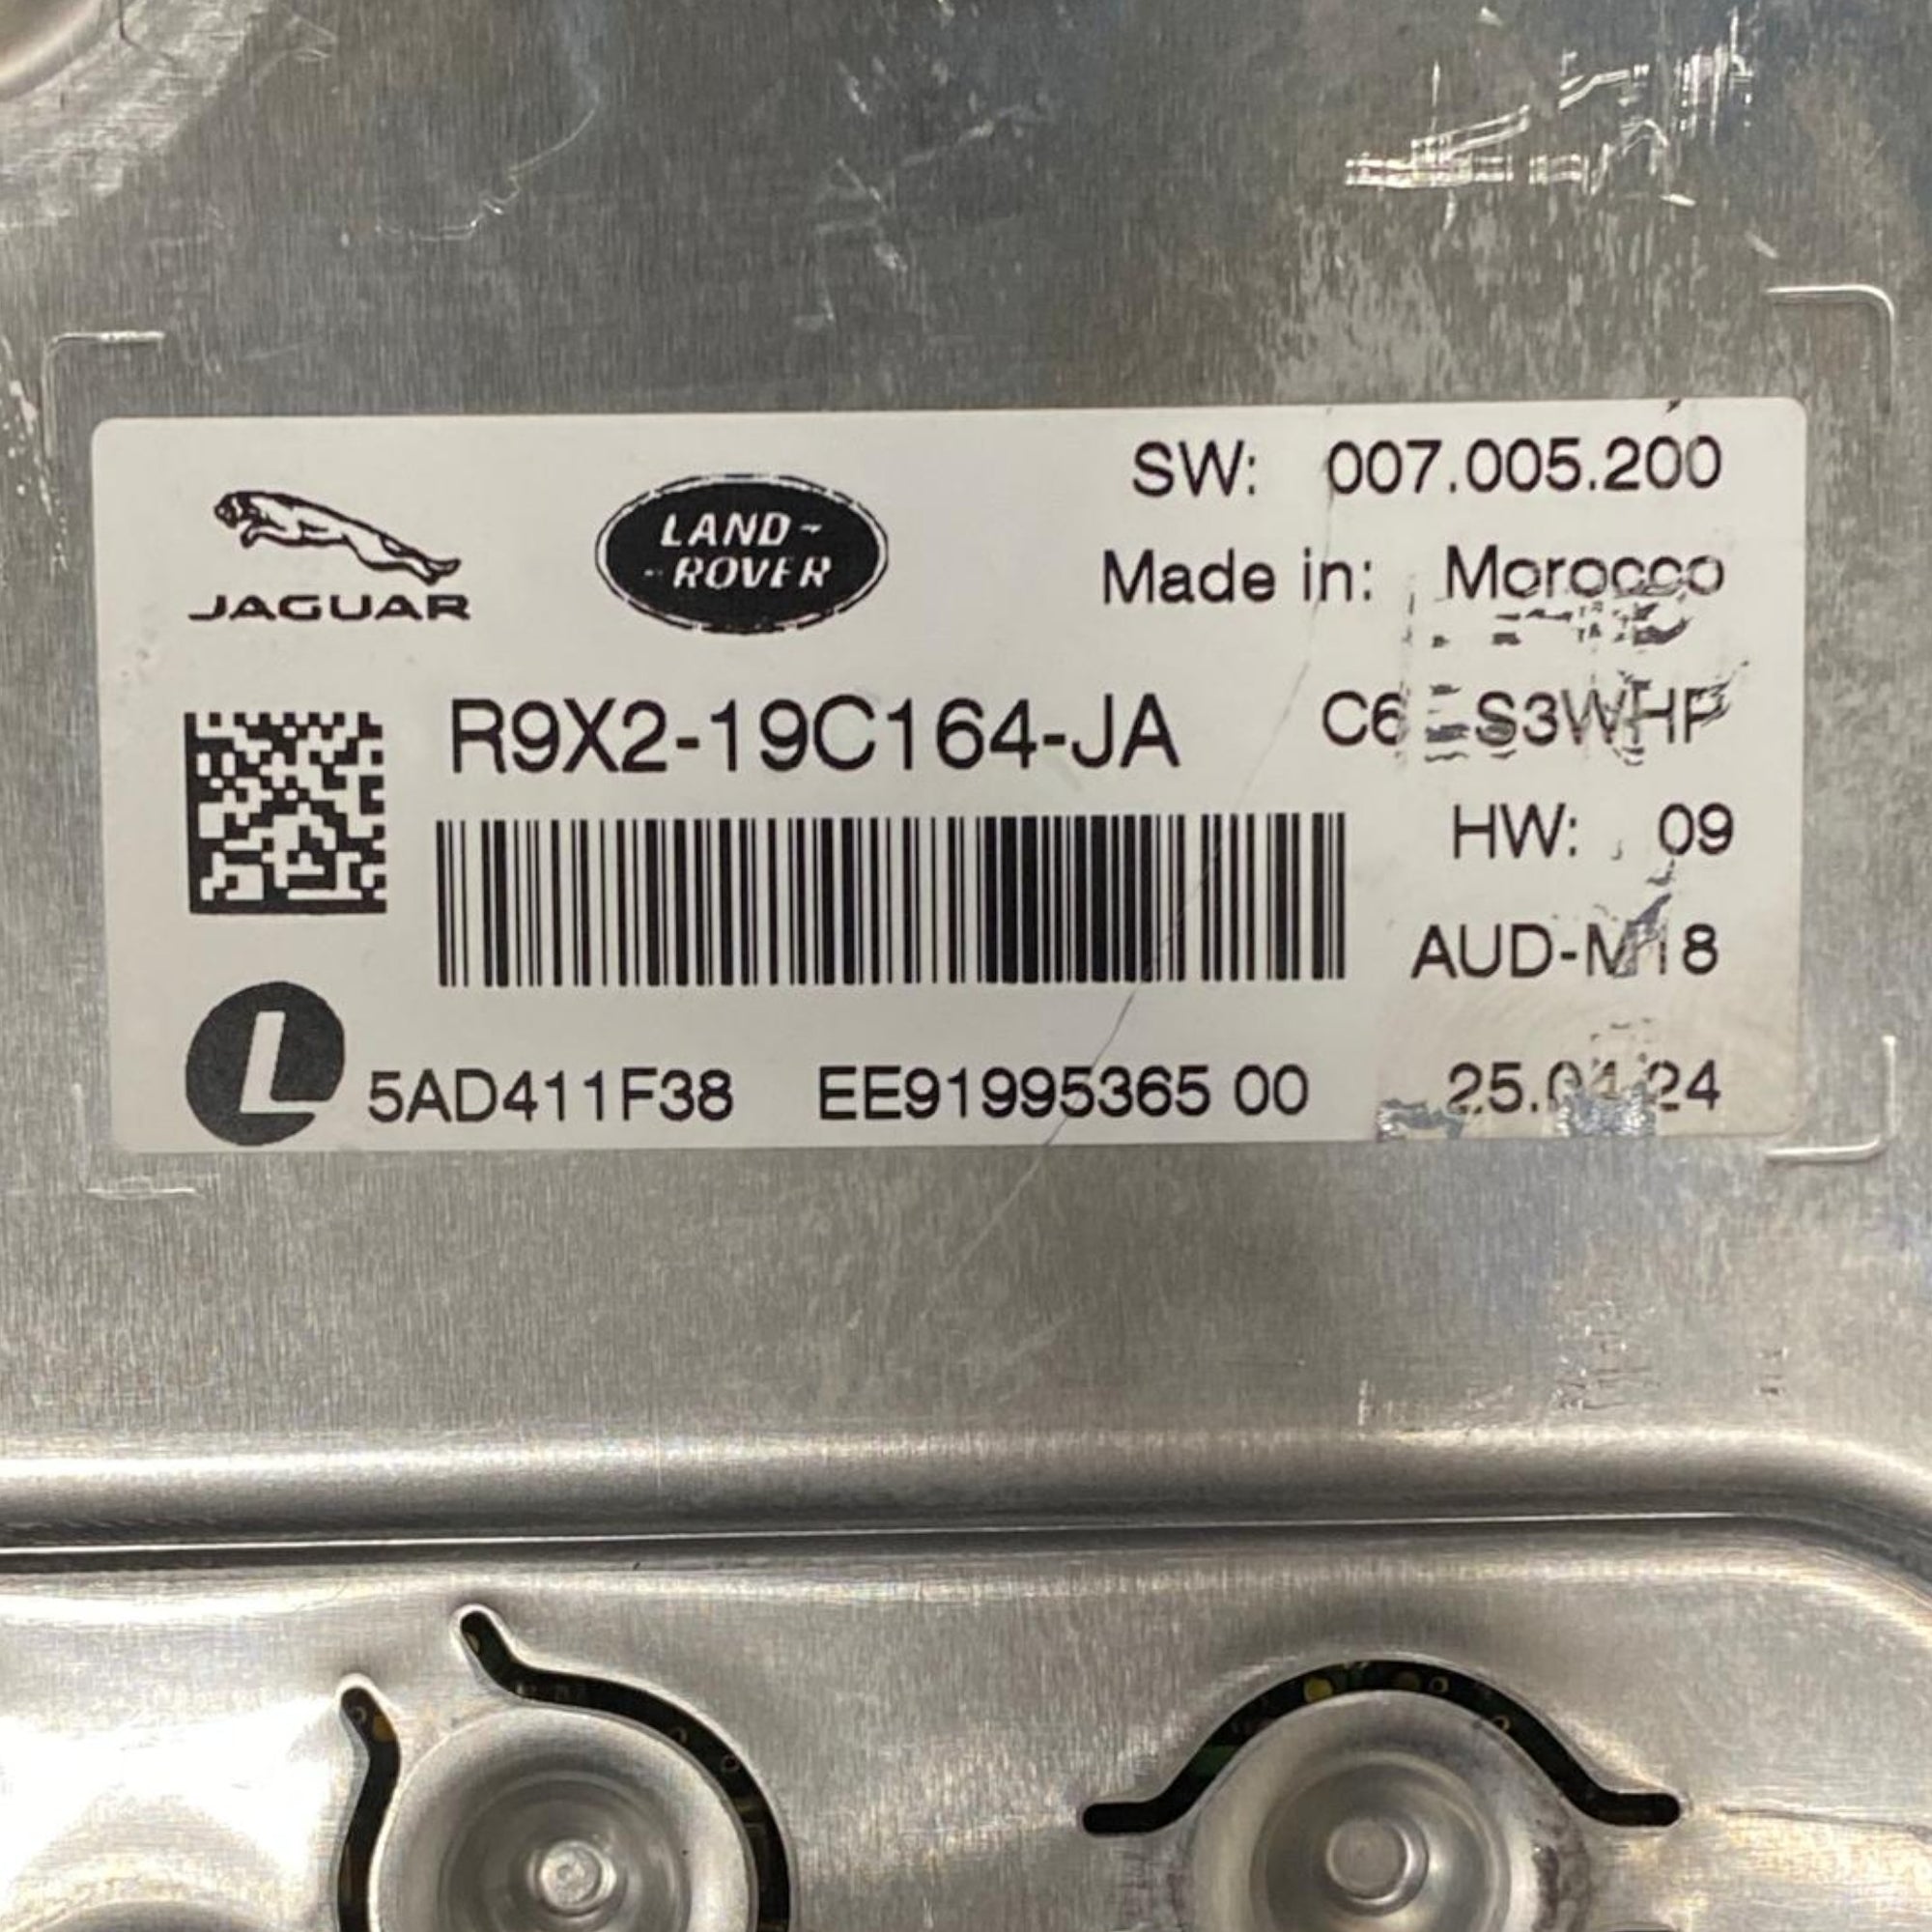 SW: 007.005.200
JAGUAR
LAND-
-ROVER
Made in: Morocco
R9X2-19C164-JA
HW: 09
L
5AD411F38 EE91995365 00